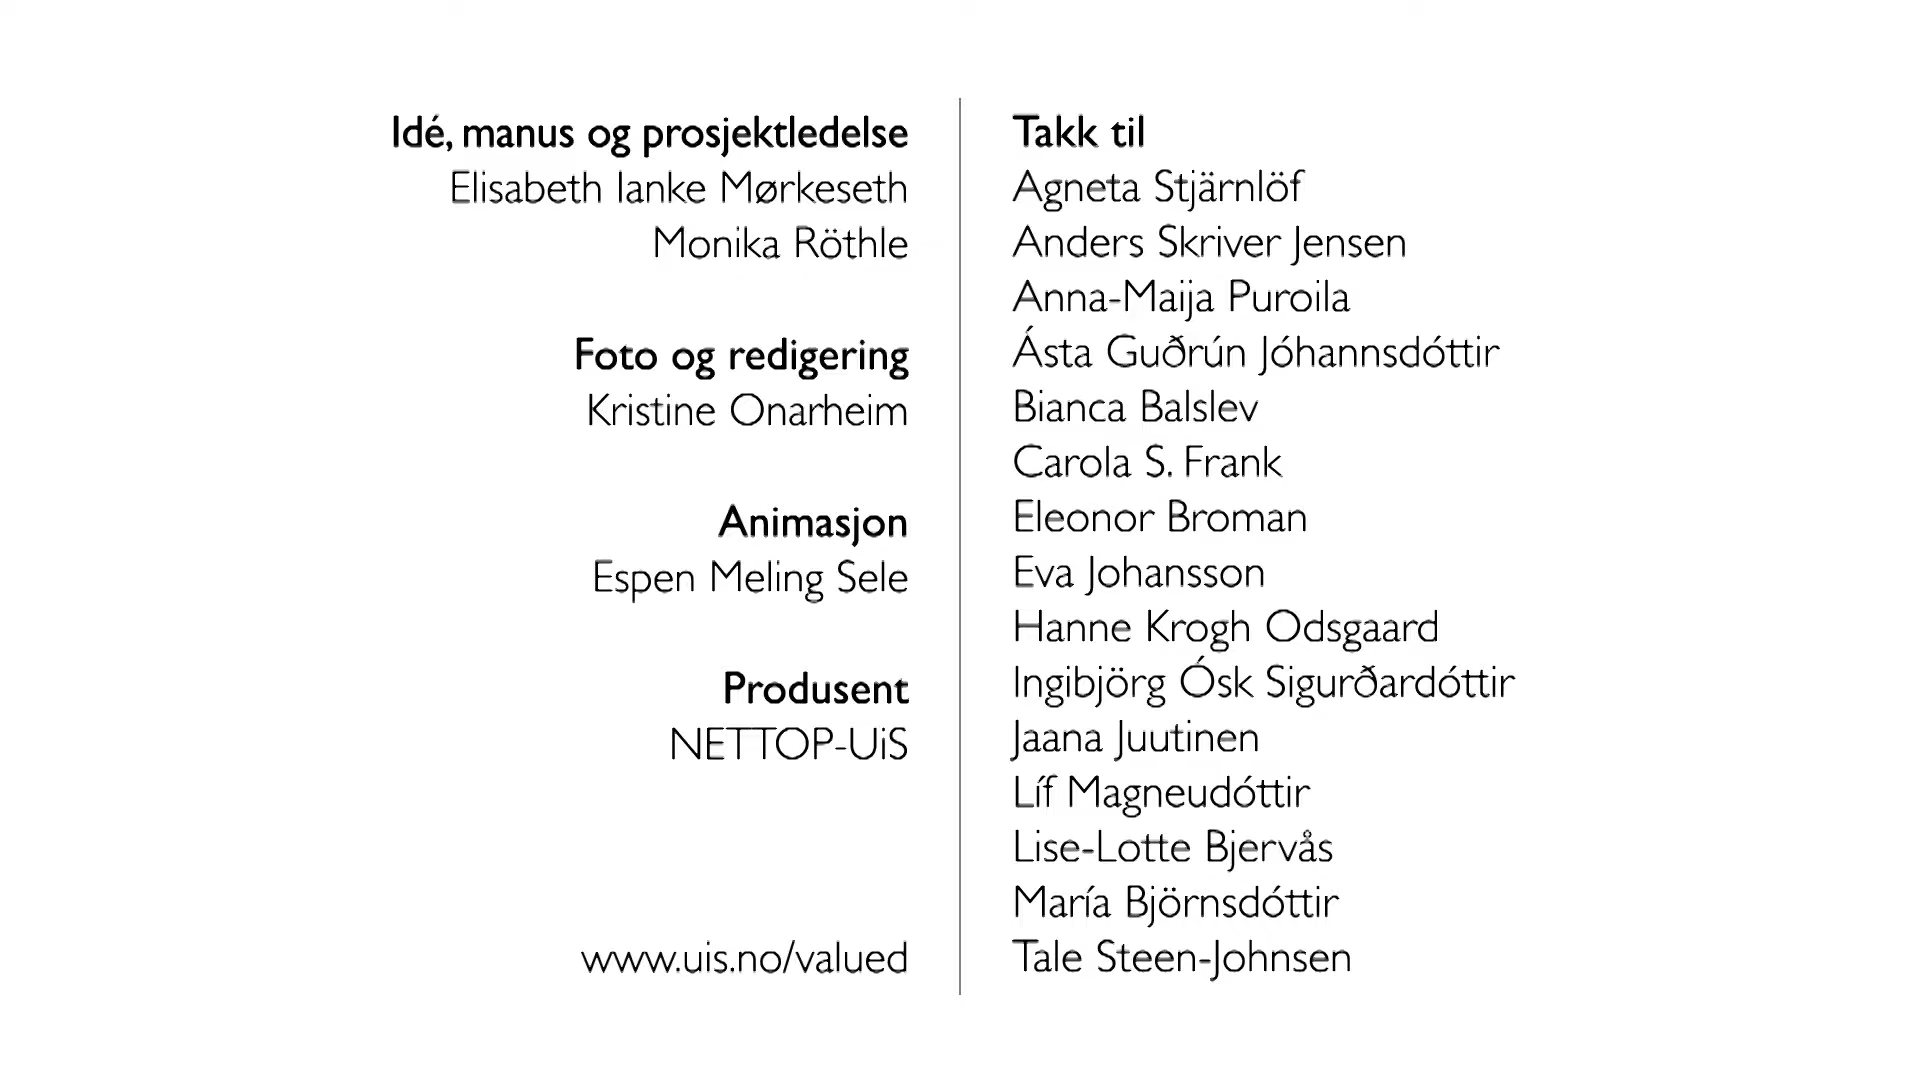 Idé, manus og prosjektledelse
Elisabeth Ianke Mørkeseth
Monika Röthle
Foto og redigering
Kristine Onarheim
Animasjon
Espen Meling Sele
Produsent
NETTOP-UiS
www.uis.no/valued
Takk til
Agneta Stjärnlöf
Anders Skriver Jensen
Anna-Maija Puroila
Ásta Guðrún Jóhannsdóttir
Bianca Balslev
Carola S. Frank
Eleonor Broman
Eva Johansson
Hanne Krogh Odsgaard
Ingibjörg Ósk Sigurðardóttir
Jaana Juutinen
Líf Magneudóttir
Lise-Lotte Bjervås
María Björnsdóttir
Tale Steen-Johnsen